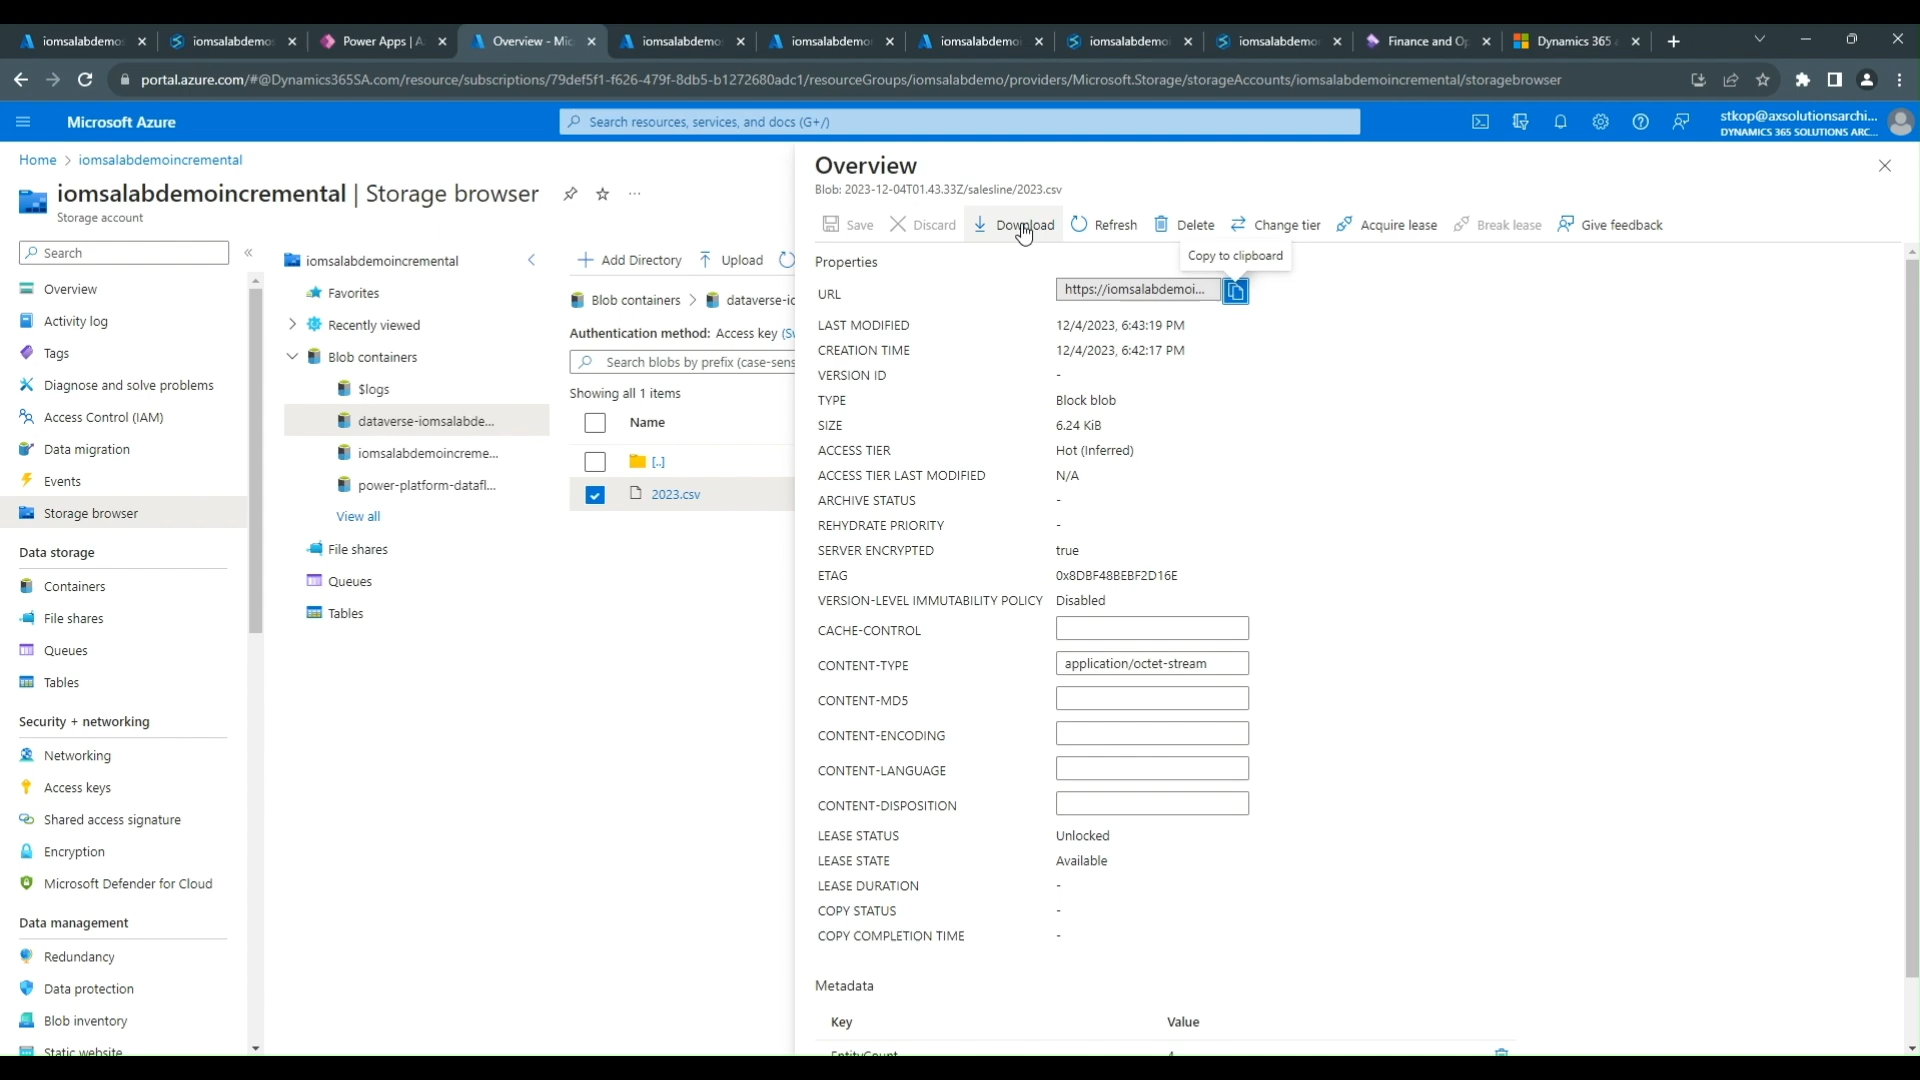 iomsalabdemo
iomsalabdemo
Power Apps | A
Overview - Mic
iomsalabdemo
iomsalabdemo
iomsalabdemo
iomsalabdemo
iomsalabdemo
Finance and Op
Dynamics 365
portal.azure.com/#@Dynamics365SA.com/resource/subscriptions/79def5f1-f626-479f-8db5-b1272680adc1/resourceGroups/iomsalabdemo/providers/Microsoft.Storage/storageAccounts/iomsalabdemoincremental/storagebrowser
Microsoft Azure
Search resources, services, and docs (G+/)
stkop@axsolutionsarchi...
DYNAMICS 365 SOLUTIONS ARC...
Home > iomsalabdemoincremental
iomsalabdemoincremental | Storage browser
Storage account
Search
Overview
Activity log
Tags
Diagnose and solve problems
Access Control (IAM)
Data migration
Events
Storage browser
Data storage
Containers
File shares
Queues
Tables
Security + networking
Networking
Access keys
Shared access signature
Encryption
Microsoft Defender for Cloud
Data management
Redundancy
Data protection
Blob inventory
Static website
iomsalabdemoincremental
Favorites
Recently viewed
Blob containers
$logs
dataverse-iomsalabde...
iomsalabdemoincreme...
power-platform-datafl...
View all
File shares
Queues
Tables
Add Directory
Upload
Blob containers > dataverse-io
Authentication method: Access key (Sw
Search blobs by prefix (case-sens
Showing all 1 items
Name
[..]
2023.csv
Overview
Blob: 2023-12-04T01.43.33Z/salesline/2023.csv
Save
Discard
Download
Refresh
Delete
Change tier
Acquire lease
Break lease
Give feedback
Copy to clipboard
Properties
URL https://iomsalabdemoi...
LAST MODIFIED 12/4/2023, 6:43:19 PM
CREATION TIME 12/4/2023, 6:42:17 PM
VERSION ID -
TYPE Block blob
SIZE 6.24 KiB
ACCESS TIER Hot (Inferred)
ACCESS TIER LAST MODIFIED N/A
ARCHIVE STATUS -
REHYDRATE PRIORITY -
SERVER ENCRYPTED true
ETAG 0x8DBF48BEBF2D16E
VERSION-LEVEL IMMUTABILITY POLICY Disabled
CACHE-CONTROL
CONTENT-TYPE application/octet-stream
CONTENT-MD5
CONTENT-ENCODING
CONTENT-LANGUAGE
CONTENT-DISPOSITION
LEASE STATUS Unlocked
LEASE STATE Available
LEASE DURATION -
COPY STATUS -
COPY COMPLETION TIME -
Metadata
Key Value
EntityCount 4